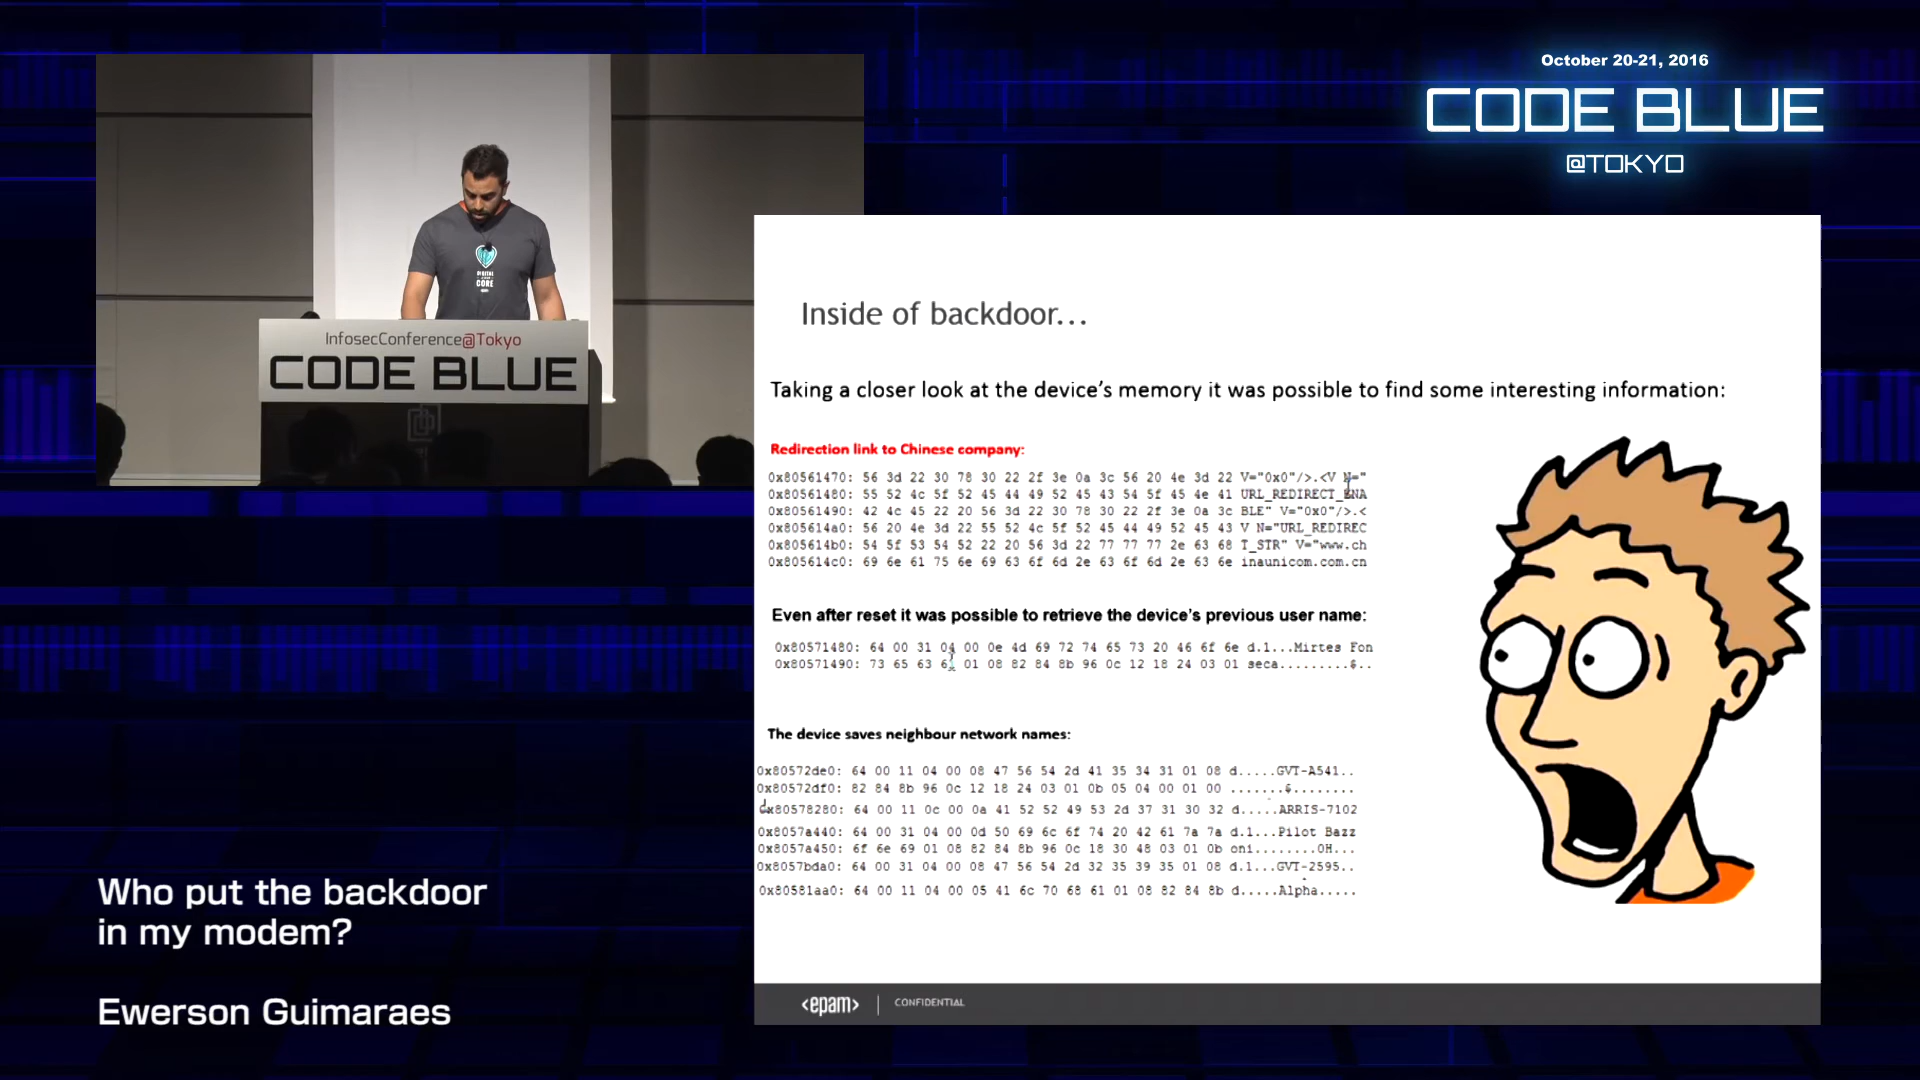 October 20-21, 2016
CODE BLUE
@TOKYO
InfosecConference@Tokyo
CODE BLUE
CORE
Inside of backdoor...
Taking a closer look at the device's memory it was possible to find some interesting information:
Redirection link to Chinese company:
0x80561470: 56 3d 22 30 78 30 22 2f 3e 0a 3c 56 20 4e 3d 22 V="0x0"/>.<V N="
0x80561480: 55 52 4c 5f 52 45 44 49 52 45 43 54 5f 45 4e 41 URL_REDIRECT_ENA
0x80561490: 42 4c 45 22 20 56 3d 22 30 78 30 22 2f 3e 0a 3c BLE" V="0x0"/>.<
0x805614a0: 56 20 4e 3d 22 55 52 4c 5f 52 45 44 49 52 45 43 V N="URL_REDIREC
0x805614b0: 54 5f 53 54 52 22 20 56 3d 22 77 77 77 2e 63 68 T_STR" V="www.ch
0x805614c0: 69 6e 61 75 6e 69 63 6f 6d 2e 63 6f 6d 2e 63 6e inaunicom.com.cn
Even after reset it was possible to retrieve the device's previous user name:
0x80571480: 64 00 31 04 00 0e 4d 69 72 74 65 73 20 46 6f 6e d.1...Mirtes Fon
0x80571490: 73 65 63 61 01 08 82 84 8b 96 0c 12 18 24 03 01 seca.........$..
The device saves neighbour network names:
0x80572de0: 64 00 11 04 00 08 47 56 54 2d 41 35 34 31 01 08 d.....GVT-A541..
0x80572df0: 82 84 8b 96 0c 12 18 24 03 01 0b 05 04 00 01 00 .......$........
0x80578280: 64 00 11 0c 00 0a 41 52 52 49 53 2d 37 31 30 32 d.....ARRIS-7102
0x8057a440: 64 00 31 04 00 0d 50 69 6c 6f 74 20 42 61 7a 7a d.1...Pilot Bazz
0x8057a450: 6f 6e 69 01 08 82 84 8b 96 0c 18 30 48 03 01 0b oni........0H...
0x8057bda0: 64 00 31 04 00 08 47 56 54 2d 32 35 39 35 01 08 d.1...GVT-2595..
0x80581aa0: 64 00 11 04 00 05 41 6c 70 68 61 01 08 82 84 8b d.....Alpha.....
<epam> | CONFIDENTIAL
Who put the backdoor
in my modem?
Ewerson Guimaraes